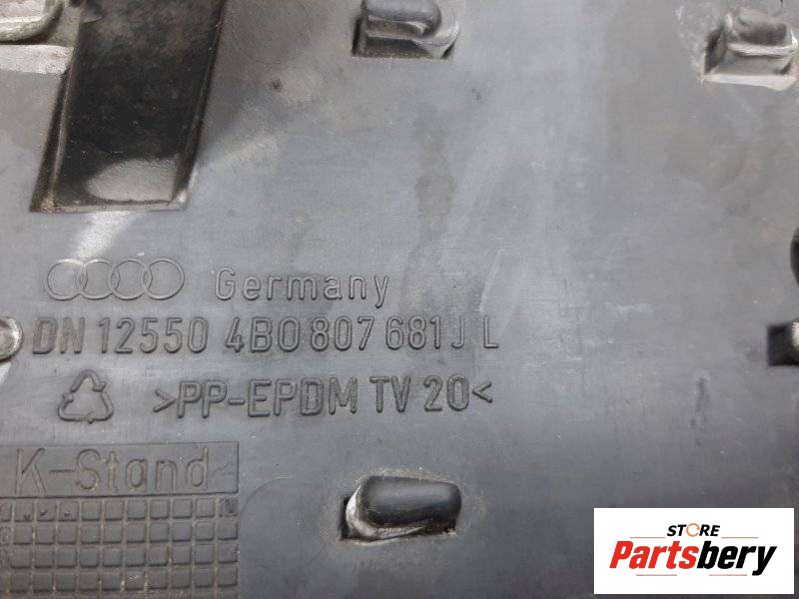 Germany
DN 12550 4B0 807 681 J L
>PP-EPDM TV 20<
K-Stand
STORE
Partsbery